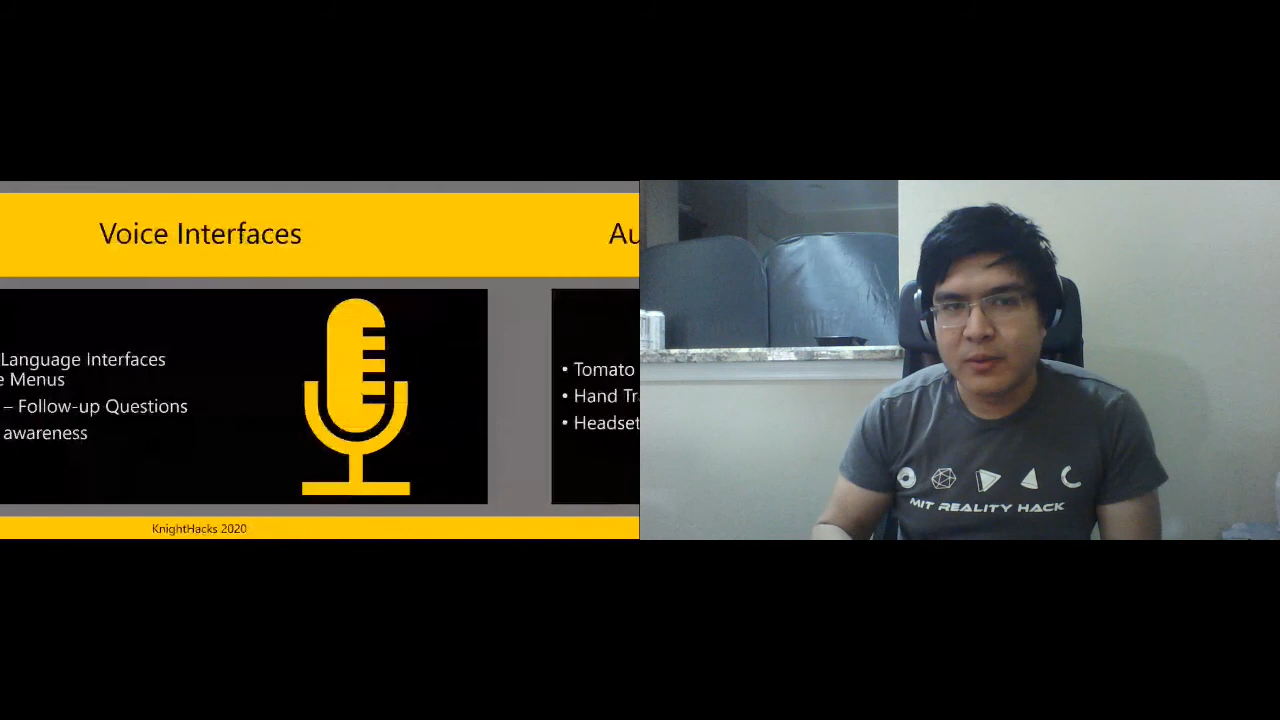 Voice Interfaces
Au
Language Interfaces
e Menus
– Follow-up Questions
awareness
• Tomato
• Hand Tr
• Headset
KnightHacks 2020
MIT REALITY HACK